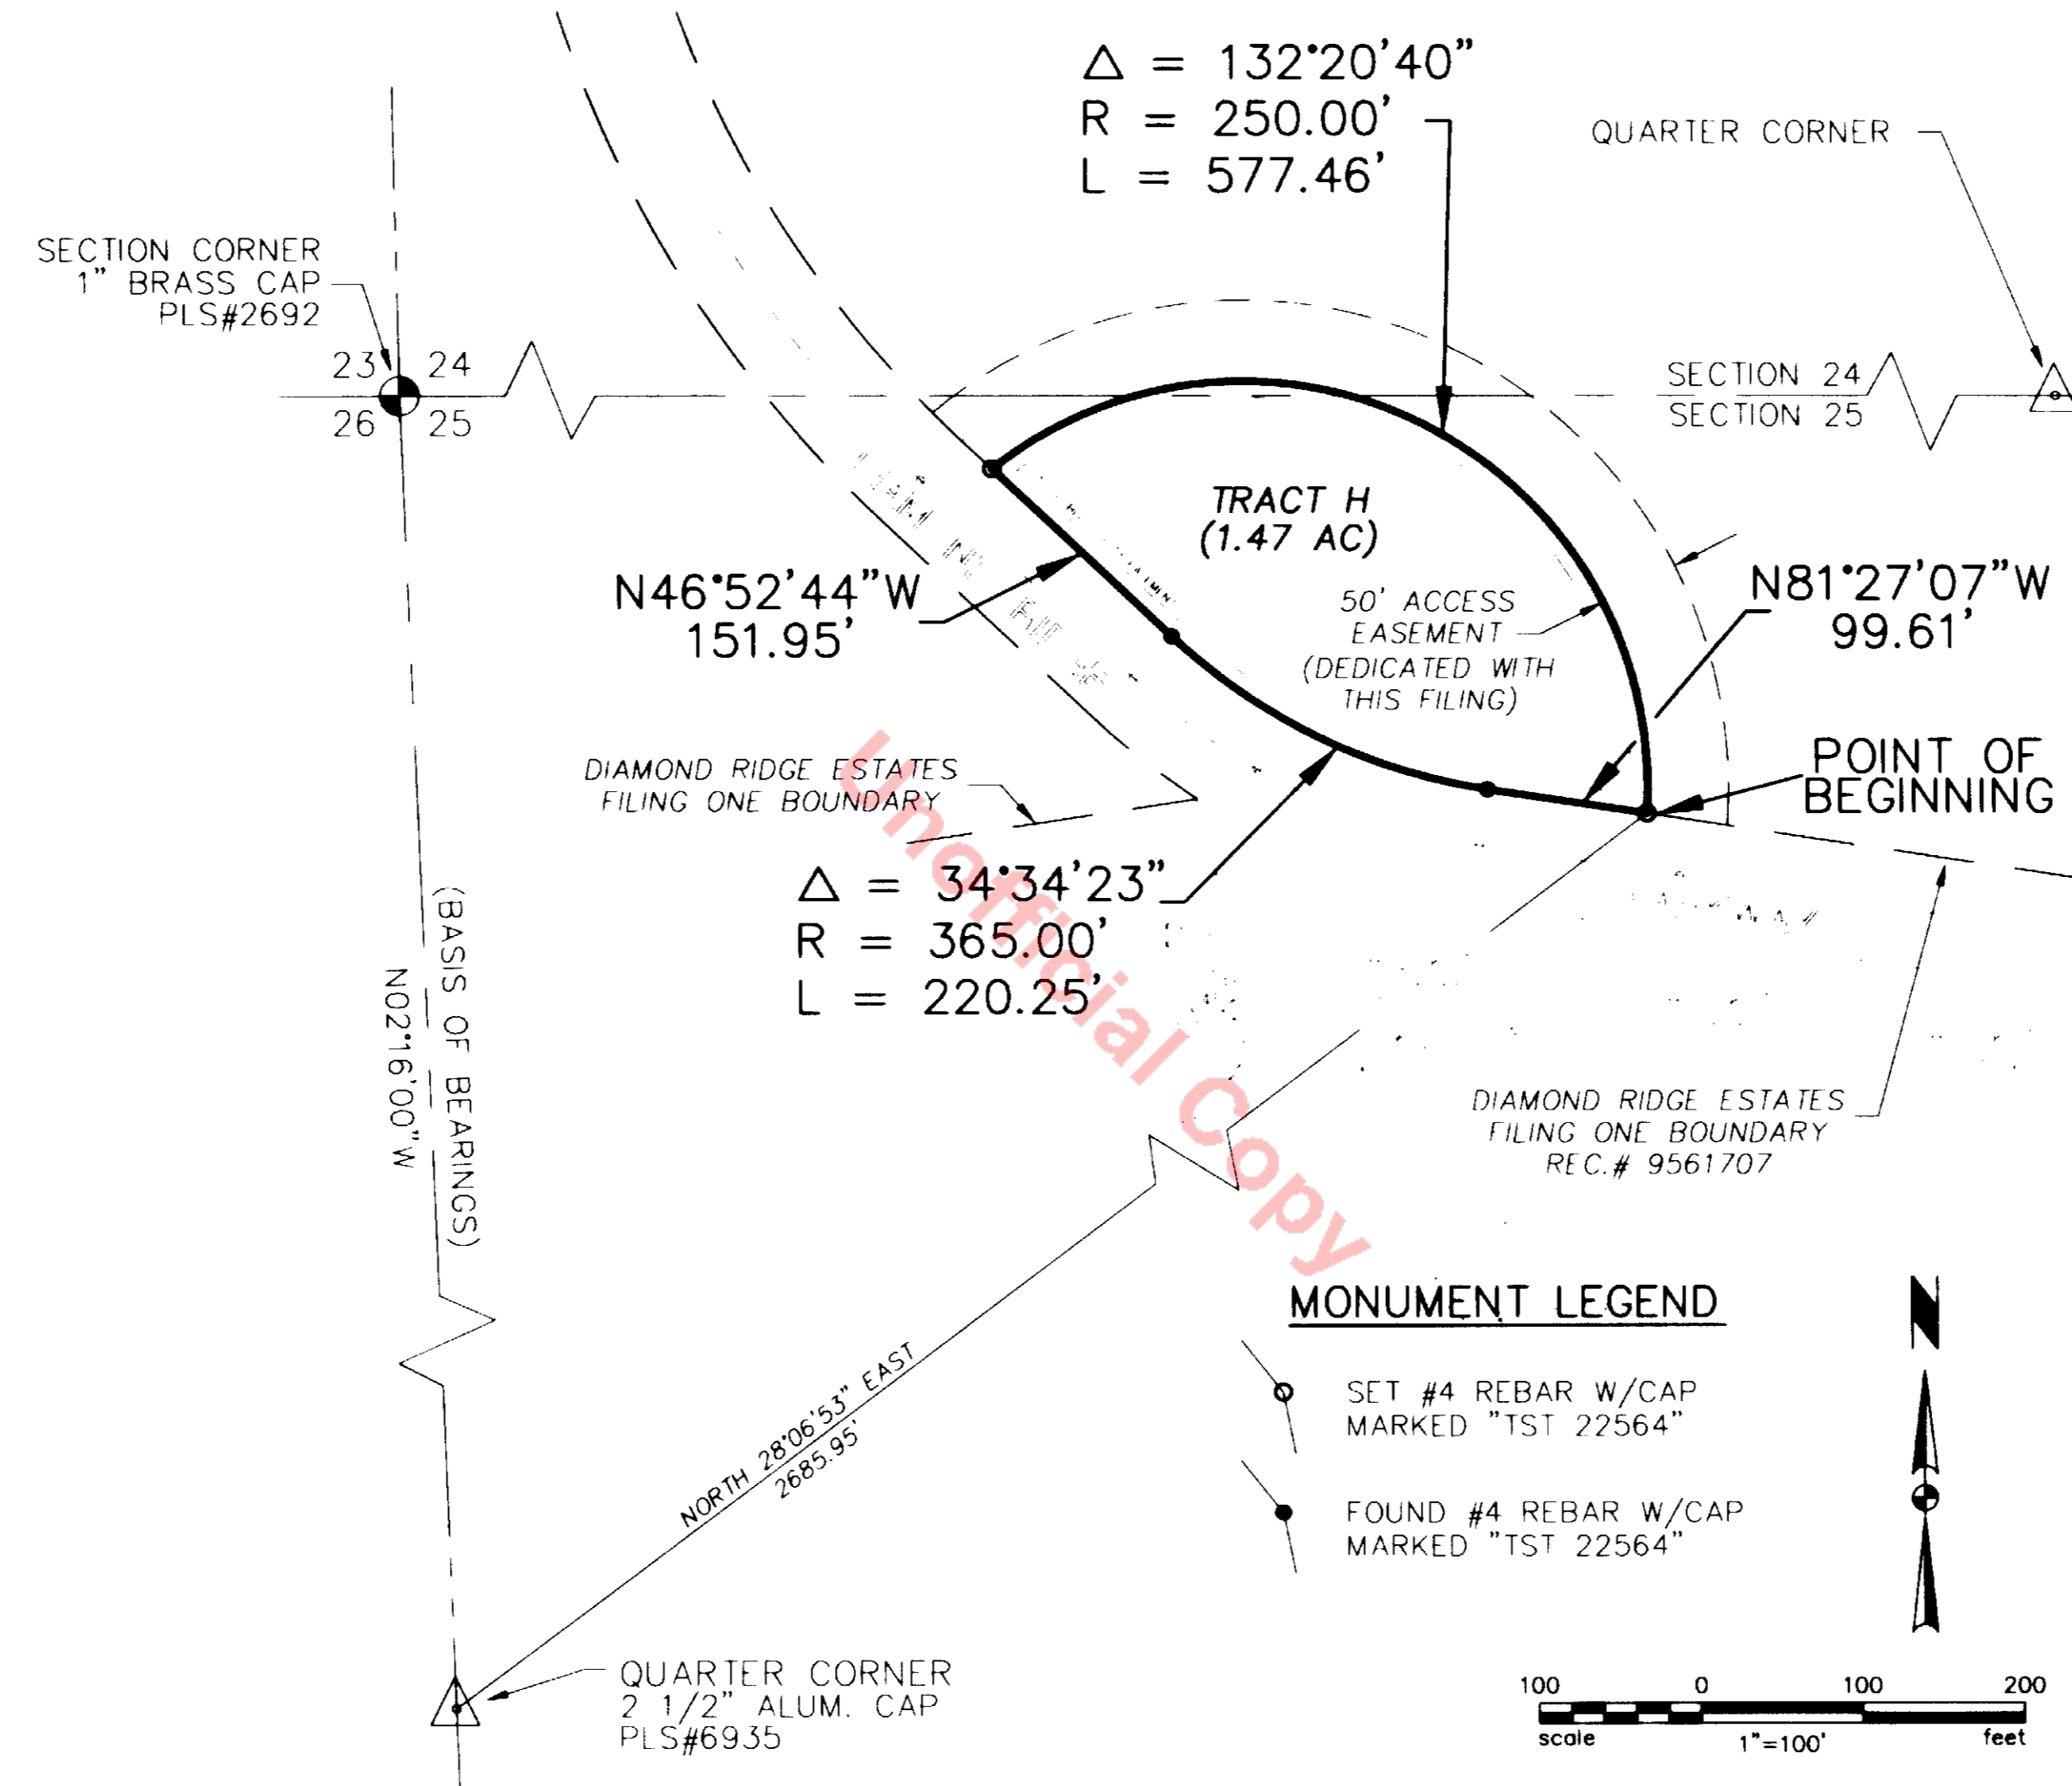 Δ = 132°20'40"
R = 250.00'
L = 577.46'
QUARTER CORNER
SECTION CORNER
1" BRASS CAP
PLS#2692
23 24
26 25
SECTION 24
SECTION 25
TRACT H
(1.47 AC)
N46°52'44"W
151.95'
50' ACCESS
EASEMENT
(DEDICATED WITH
THIS FILING)
N81°27'07"W
99.61'
POINT OF
BEGINNING
DIAMOND RIDGE ESTATES
FILING ONE BOUNDARY
Δ = 34°34'23"
R = 365.00'
L = 220.25'
(BASIS OF BEARINGS)
N02°16'00"W
DIAMOND RIDGE ESTATES
FILING ONE BOUNDARY
REC.# 9561707
Unofficial Copy
NORTH 28°06'53" EAST
2685.95'
MONUMENT LEGEND
N
SET #4 REBAR W/CAP
MARKED "TST 22564"
FOUND #4 REBAR W/CAP
MARKED "TST 22564"
QUARTER CORNER
2 1/2" ALUM. CAP
PLS#6935
100 0 100 200
scale 1"=100' feet